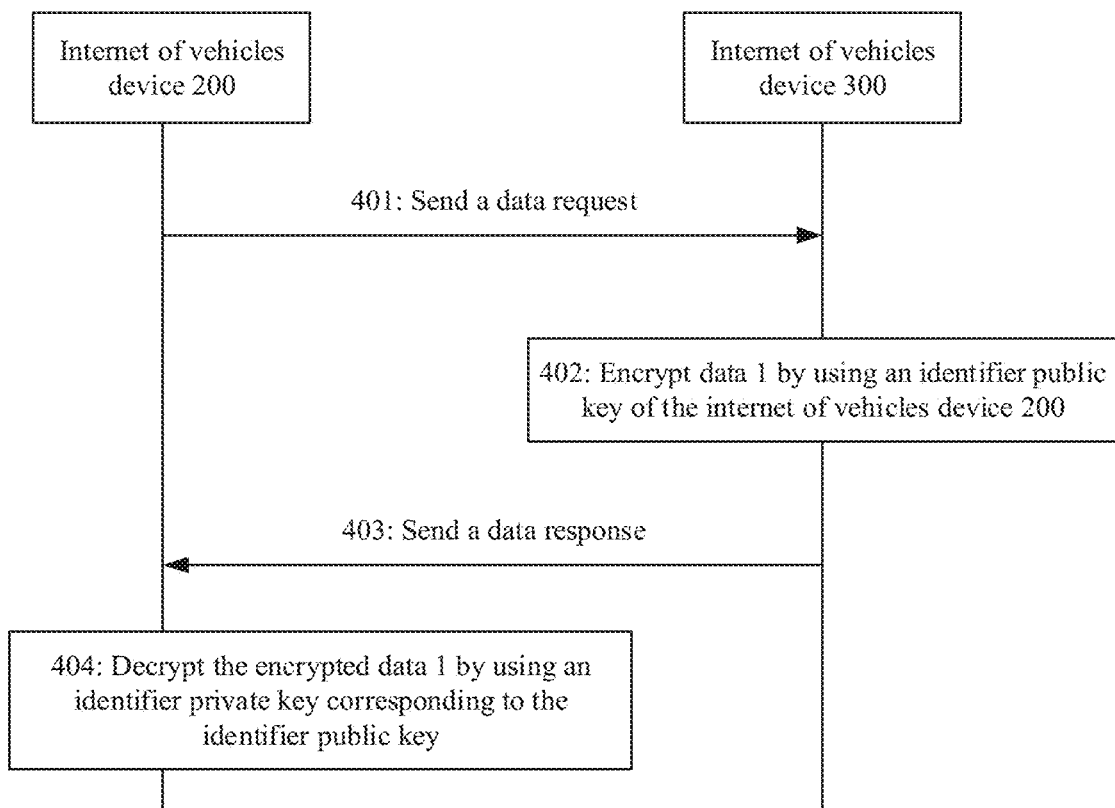 Internet of vehicles
device 200
Internet of vehicles
device 300
401: Send a data request
402: Encrypt data 1 by using an identifier public
key of the internet of vehicles device 200
403: Send a data response
404: Decrypt the encrypted data 1 by using an
identifier private key corresponding to the
identifier public key